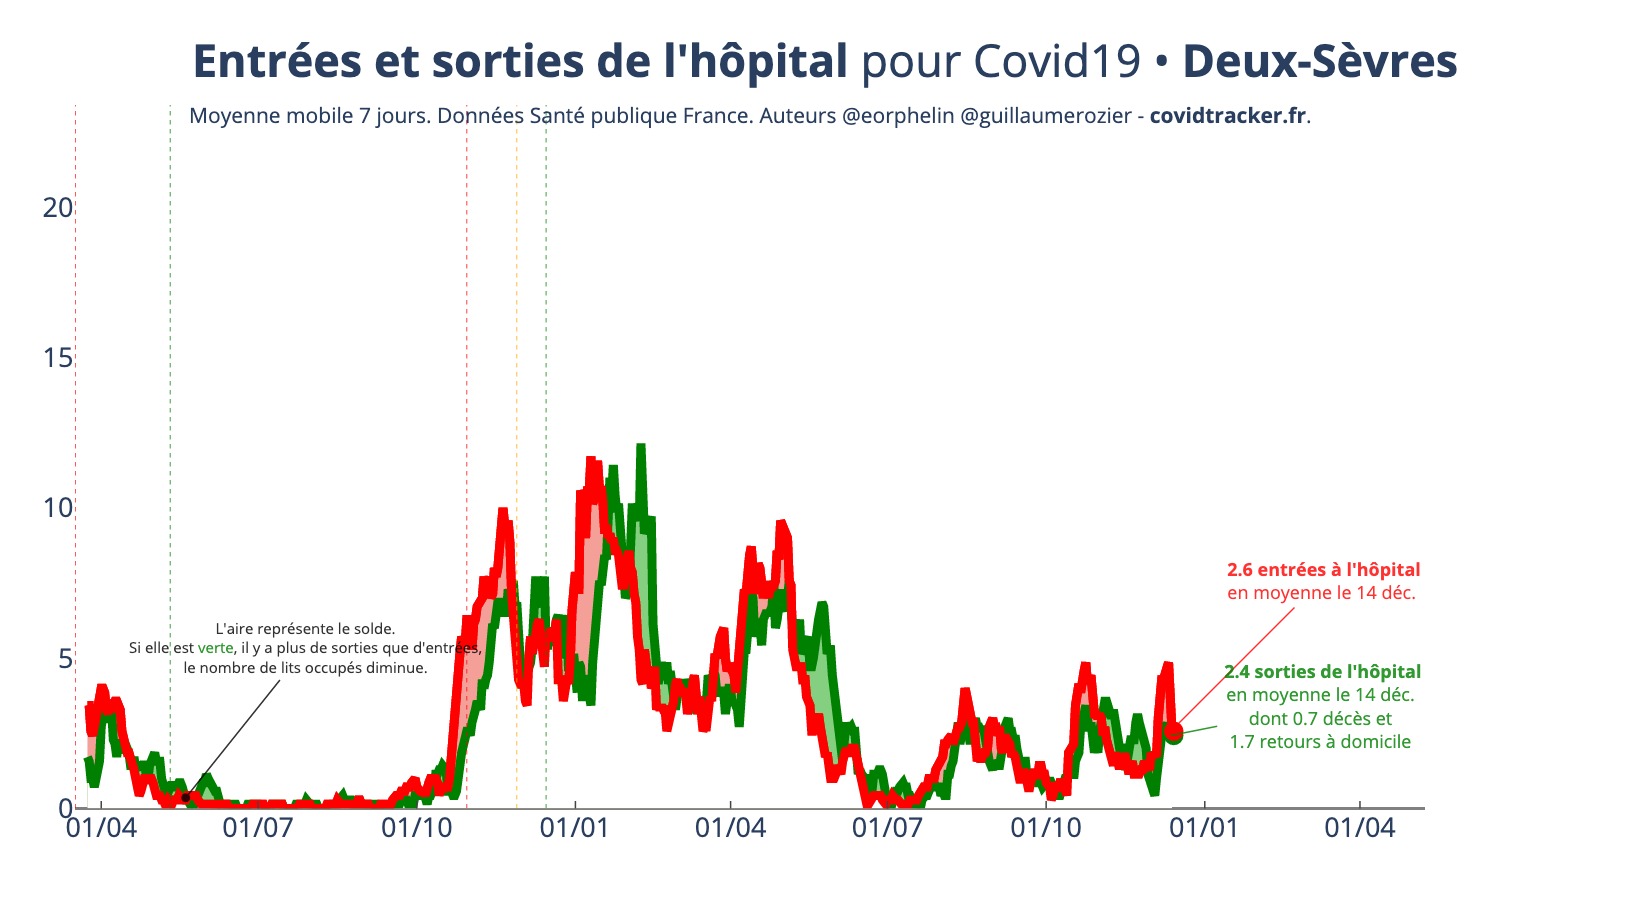 Entrées et sorties de l'hôpital pour Covid19 • Deux-Sèvres
Moyenne mobile 7 jours. Données Santé publique France. Auteurs @eorphelin @guillaumerozier - covidtracker.fr.
20
15
10
5
0
L'aire représente le solde.
Si elle est verte, il y a plus de sorties que d'entrées,
le nombre de lits occupés diminue.
2.6 entrées à l'hôpital
en moyenne le 14 déc.
2.4 sorties de l'hôpital
en moyenne le 14 déc.
dont 0.7 décès et
1.7 retours à domicile
01/04 01/07 01/10 01/01 01/04 01/07 01/10 01/01 01/04